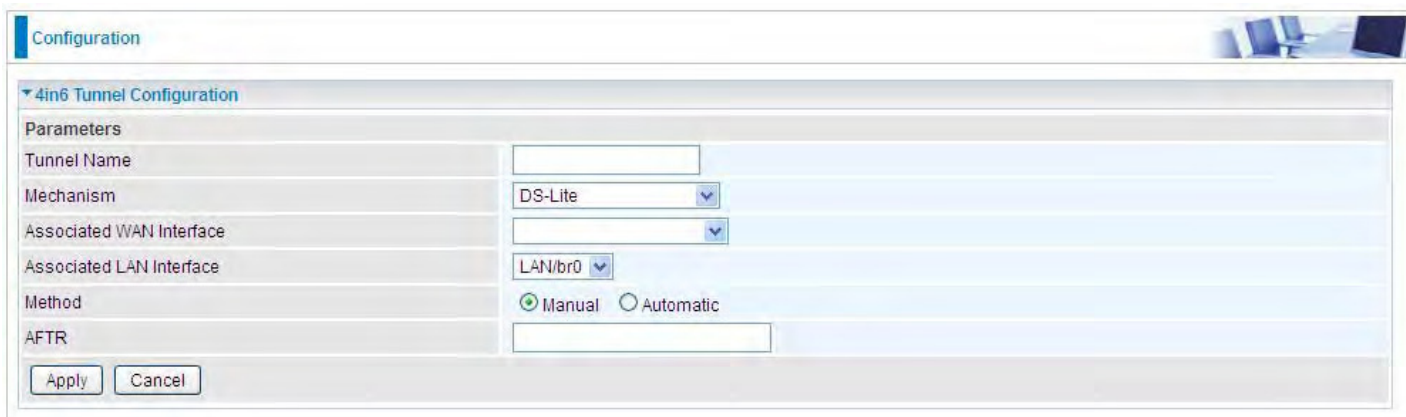 Configuration
4in6 Tunnel Configuration
Parameters
Tunnel Name
Mechanism DS-Lite
Associated WAN Interface
Associated LAN Interface LAN/br0
Method Manual Automatic
AFTR
Apply Cancel